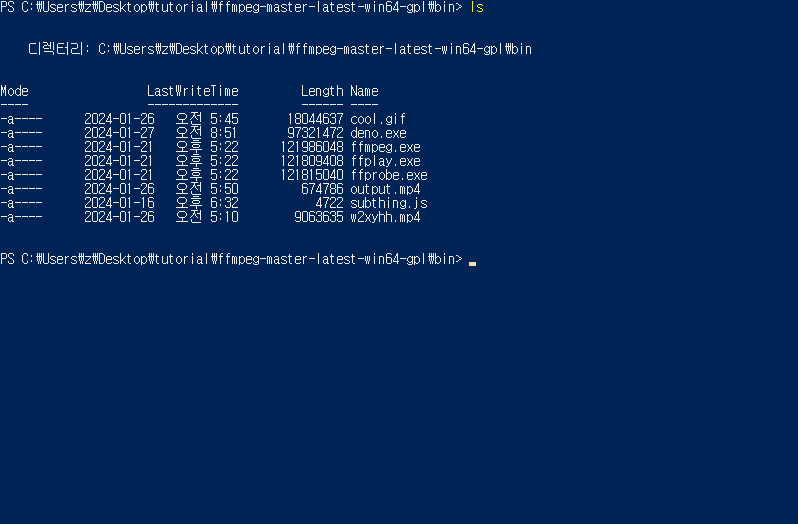 PS C:₩Users₩z₩Desktop₩tutorial₩ffmpeg-master-latest-win64-gpl₩bin> ls
디렉터리: C:₩Users₩z₩Desktop₩tutorial₩ffmpeg-master-latest-win64-gpl₩bin
Mode LastWriteTime Length Name
---- ------------- ------ ----
-a---- 2024-01-26 오전 5:45 18044637 cool.gif
-a---- 2024-01-27 오전 8:51 97321472 deno.exe
-a---- 2024-01-21 오후 5:22 121986048 ffmpeg.exe
-a---- 2024-01-21 오후 5:22 121809408 ffplay.exe
-a---- 2024-01-21 오후 5:22 121815040 ffprobe.exe
-a---- 2024-01-26 오전 5:50 674786 output.mp4
-a---- 2024-01-16 오후 6:32 4722 subthing.js
-a---- 2024-01-26 오전 5:10 9063635 w2xyhh.mp4
PS C:₩Users₩z₩Desktop₩tutorial₩ffmpeg-master-latest-win64-gpl₩bin>